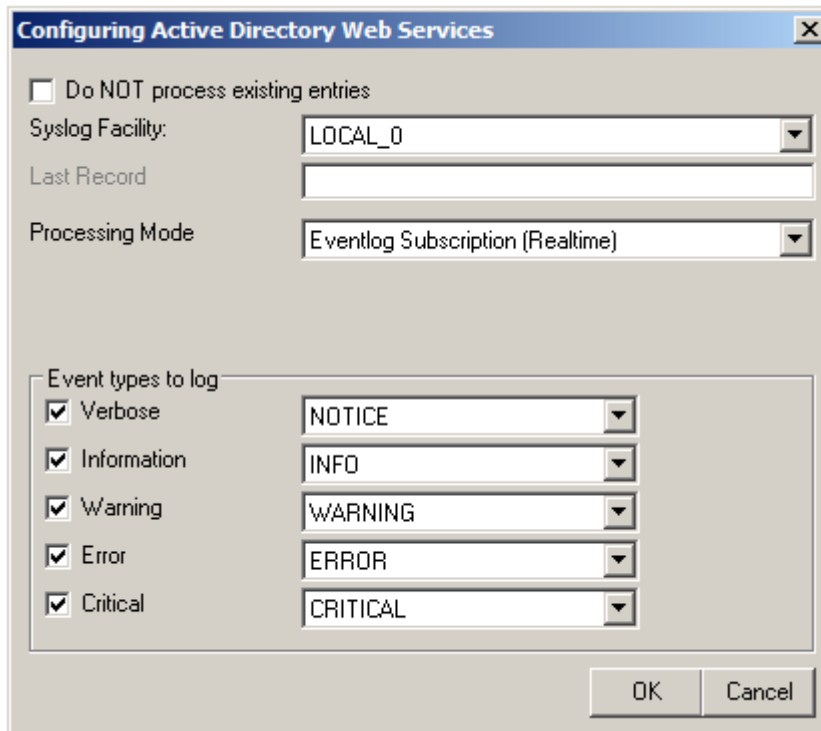 Configuring Active Directory Web Services
Do NOT process existing entries
Syslog Facility: LOCAL_0
Last Record
Processing Mode Eventlog Subscription (Realtime)
Event types to log
Verbose NOTICE
Information INFO
Warning WARNING
Error ERROR
Critical CRITICAL
OK Cancel